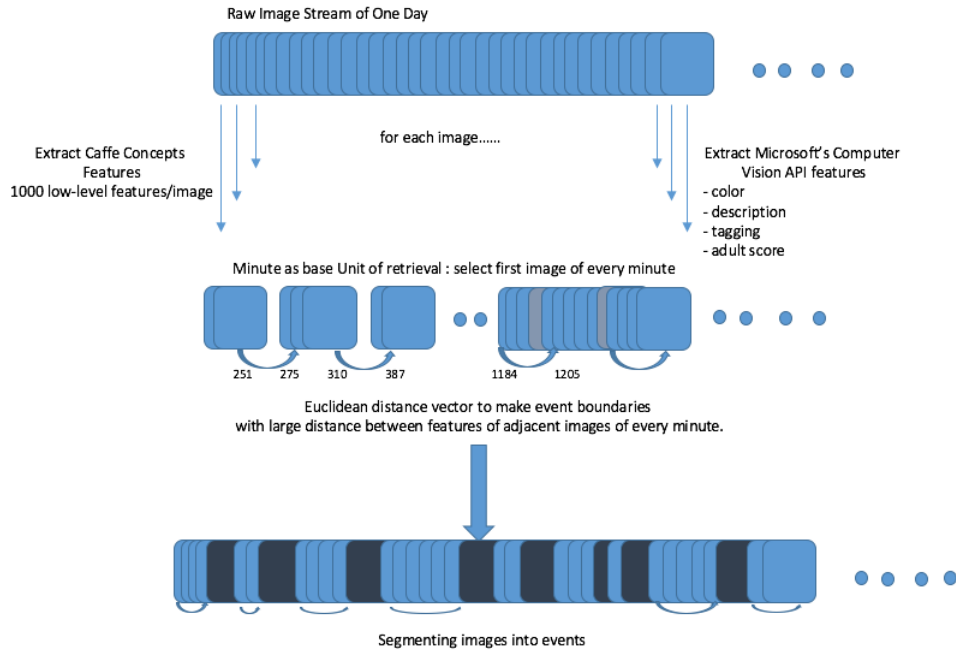 Raw Image Stream of One Day
for each image......
Extract Caffe Concepts
Features
1000 low-level features/image
Extract Microsoft's Computer
Vision API features
- color
- description
- tagging
- adult score
Minute as base Unit of retrieval : select first image of every minute
251 275 310 387 1184 1205
Euclidean distance vector to make event boundaries
with large distance between features of adjacent images of every minute.
Segmenting images into events